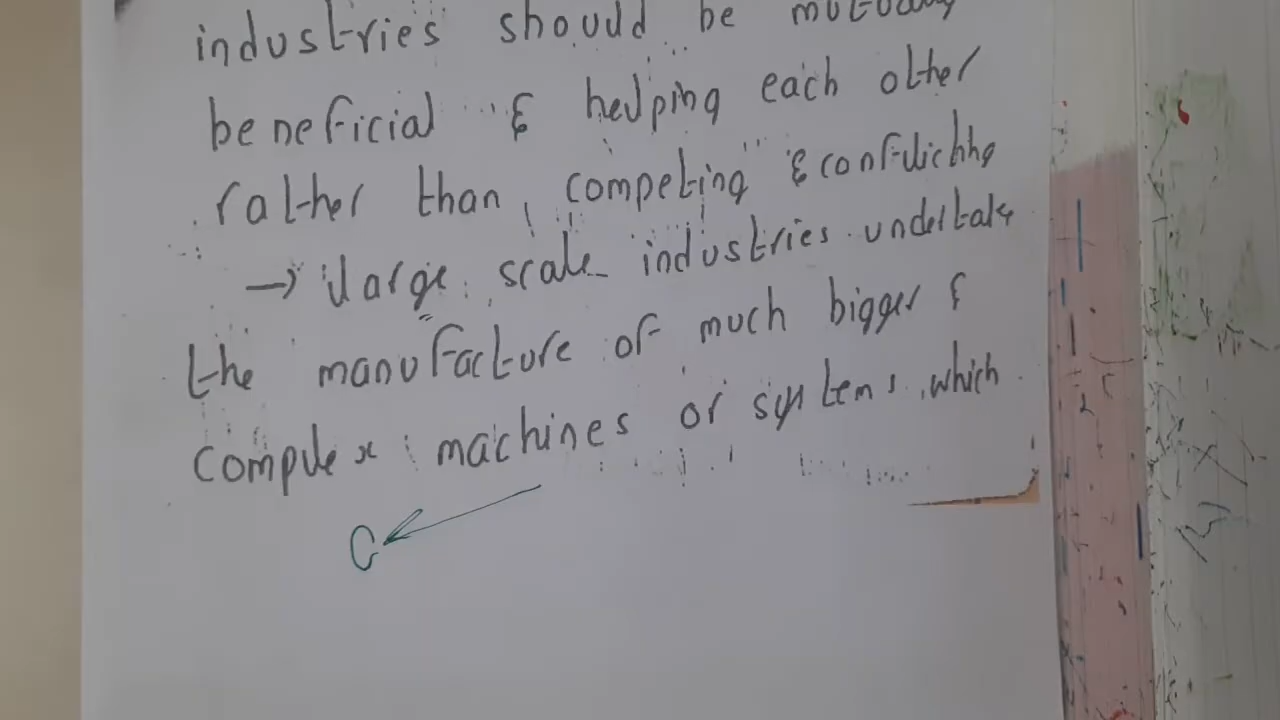 industries should be mutually
beneficial & helping each other
rather than competing & conflicting
→ large scale industries undertake
the manufacture of much bigger &
complex machines or systems which
C